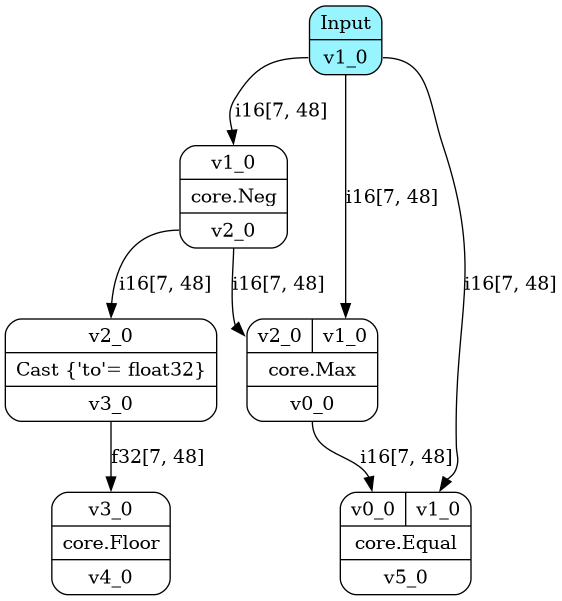 Input
v1_0
i16[7, 48]
v1_0
core.Neg
v2_0
i16[7, 48]
i16[7, 48]
i16[7, 48]
i16[7, 48]
v2_0
Cast {'to'= float32}
v3_0
v2_0 v1_0
core.Max
v0_0
f32[7, 48]
i16[7, 48]
v3_0
core.Floor
v4_0
v0_0 v1_0
core.Equal
v5_0